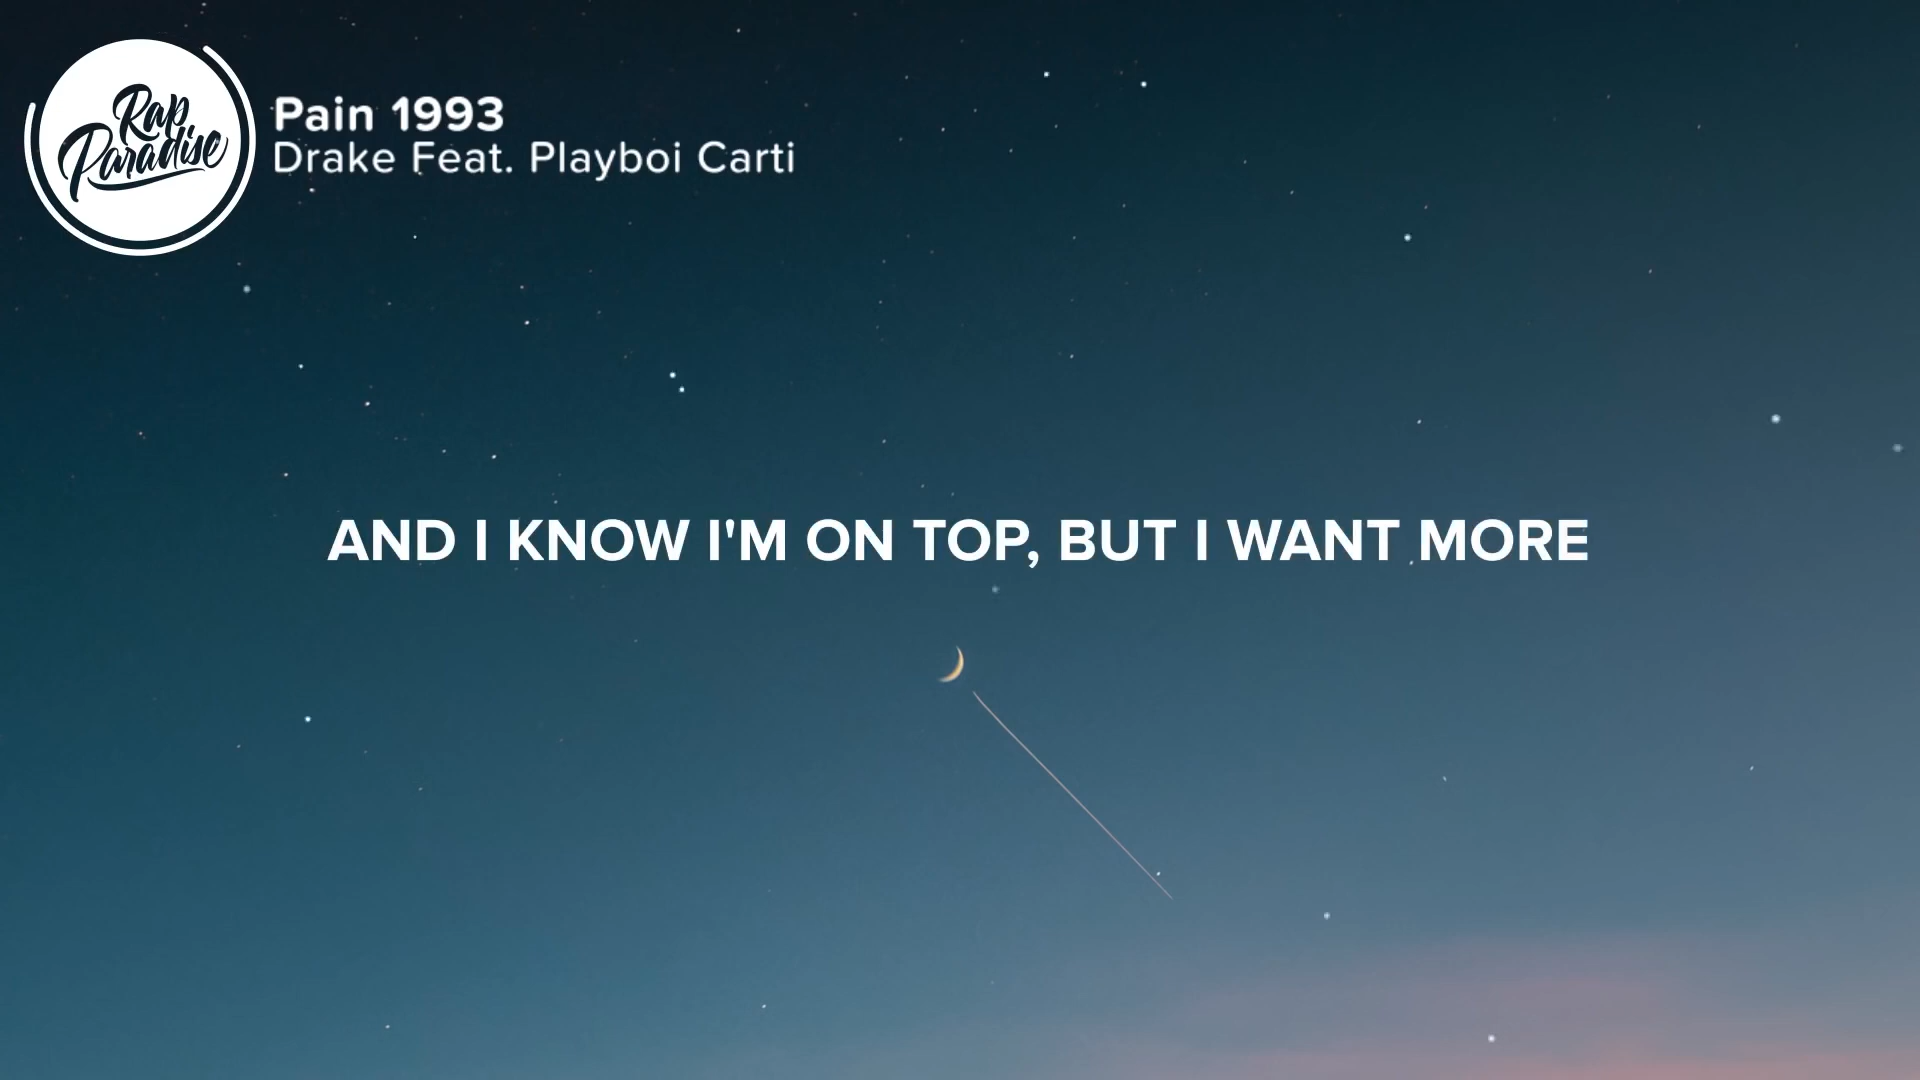 Rap
Paradise
Pain 1993
Drake Feat. Playboi Carti
AND I KNOW I'M ON TOP, BUT I WANT MORE